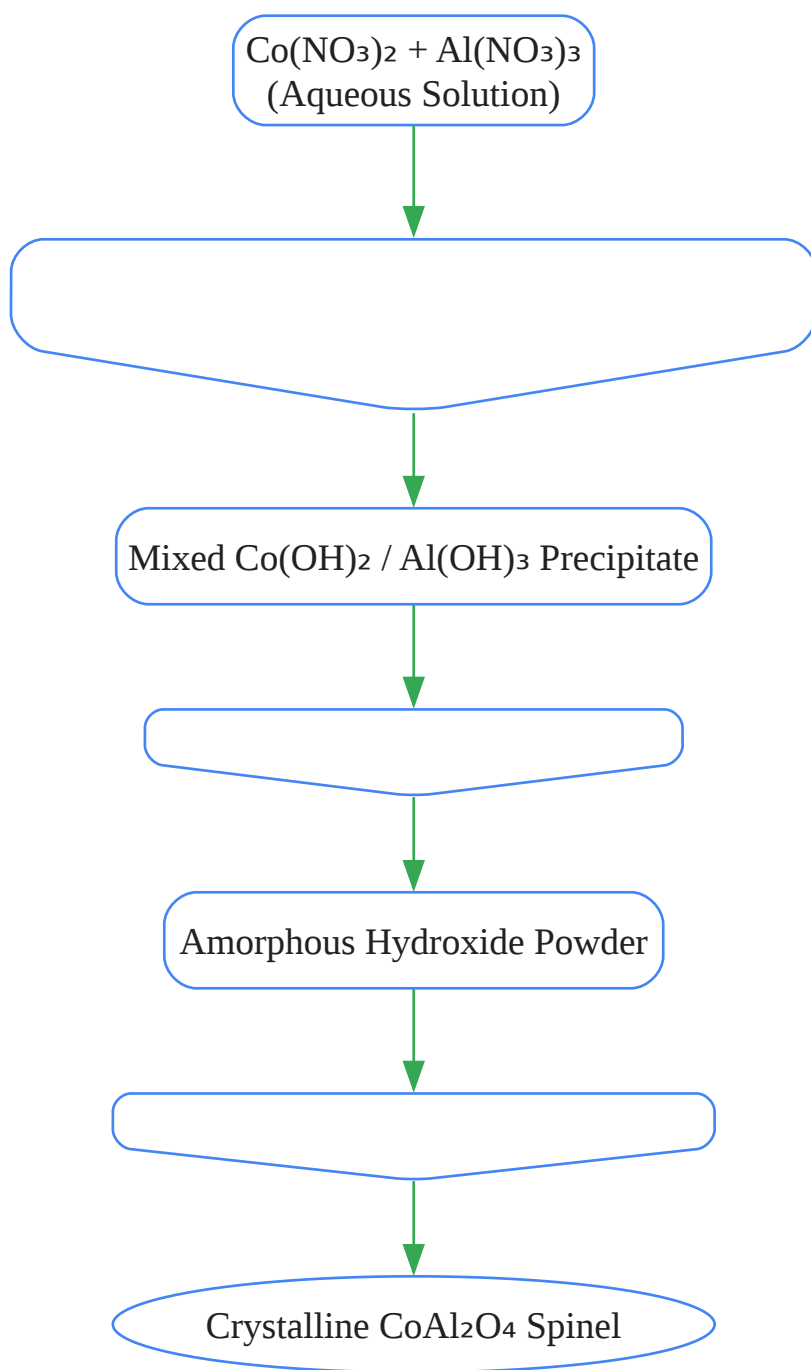 Co(NO₃)₂ + Al(NO₃)₃
(Aqueous Solution)
Mixed Co(OH)₂ / Al(OH)₃ Precipitate
Amorphous Hydroxide Powder
Crystalline CoAl₂O₄ Spinel